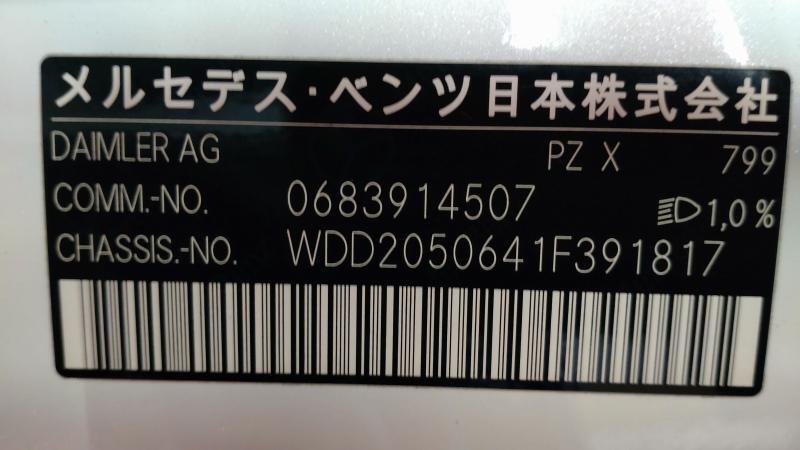 メルセデス・ベンツ日本株式会社
DAIMLER AG PZ X 799
COMM.-NO. 0683914507 1,0 %
CHASSIS.-NO. WDD2050641F391817